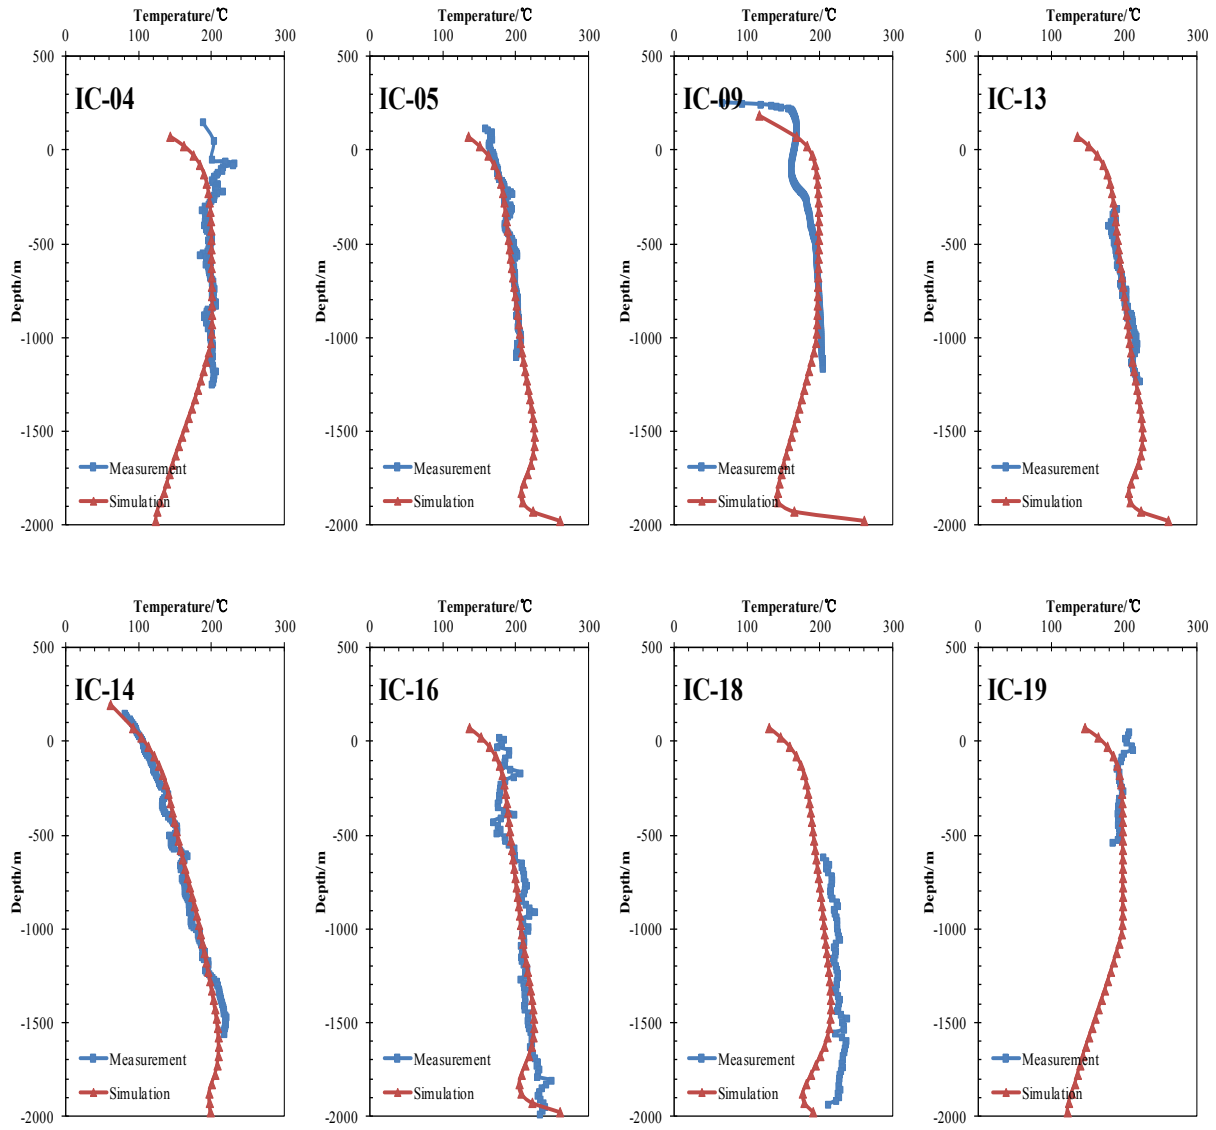 Temperature/℃ Temperature/℃ Temperature/℃ Temperature/℃
0 100 200 300 0 100 200 300 0 100 200 300 0 100 200 300
500 500 500 500
IC-04 IC-05 IC-09 IC-13
0 0 0 0
-500 -500 -500 -500
Depth/m Depth/m Depth/m Depth/m
-1000 -1000 -1000 -1000
-1500 -1500 -1500 -1500
Measurement Measurement Measurement Measurement
Simulation Simulation Simulation Simulation
-2000 -2000 -2000 -2000
Temperature/℃ Temperature/℃ Temperature/℃ Temperature/℃
0 100 200 300 0 100 200 300 0 100 200 300 0 100 200 300
500 500 500 500
IC-14 IC-16 IC-18 IC-19
0 0 0 0
-500 -500 -500 -500
Depth/m Depth/m Depth/m Depth/m
-1000 -1000 -1000 -1000
-1500 -1500 -1500 -1500
Measurement Measurement Measurement Measurement
Simulation Simulation Simulation Simulation
-2000 -2000 -2000 -2000